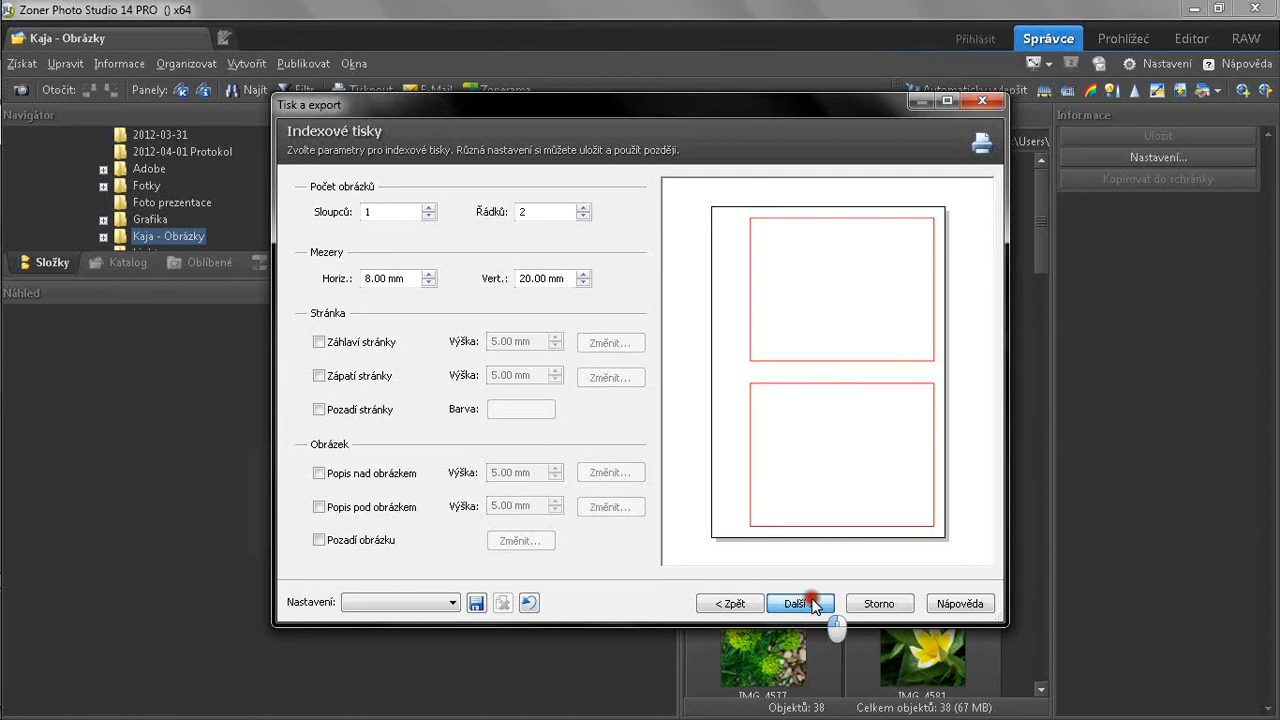 Zoner Photo Studio 14 PRO () x64
Kaja - Obrázky
Přihlásit
Správce
Prohlížeč
Editor
RAW
Získat Upravit Informace Organizovat Vytvořit Publikovat Okna
Nastavení
Nápověda
Otočit: Panely: Najít Filtr Tisknout E-Mail Zonerama Automaticky vylepšit
Navigátor
2012-03-31
2012-04-01 Protokol
Adobe
Fotky
Foto prezentace
Grafika
Kaja - Obrázky
Složky Katalog Oblíbené
Náhled
Tisk a export
Indexové tisky
Zvolte parametry pro indexové tisky. Různá nastavení si můžete uložit a použít později.
Počet obrázků
Sloupců: 1 Řádků: 2
Mezery
Horiz.: 8.00 mm Vert.: 20.00 mm
Stránka
Záhlaví stránky Výška: 5.00 mm Změnit...
Zápatí stránky Výška: 5.00 mm Změnit...
Pozadí stránky Barva:
Obrázek
Popis nad obrázkem Výška: 5.00 mm Změnit...
Popis pod obrázkem Výška: 5.00 mm Změnit...
Pozadí obrázku Změnit...
Nastavení:
< Zpět Další Storno Nápověda
:\Users\
Informace
Uložit
Nastavení...
Kopírovat do schránky
IMG_4577 IMG_4581
Objektů: 38 Celkem objektů: 38 (67 MB)